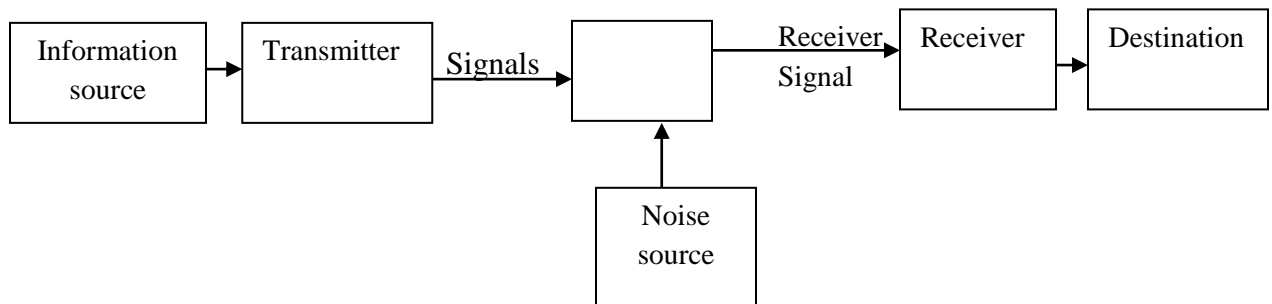 Information
source
Transmitter
Signals
Receiver
Signal
Receiver
Destination
Noise
source